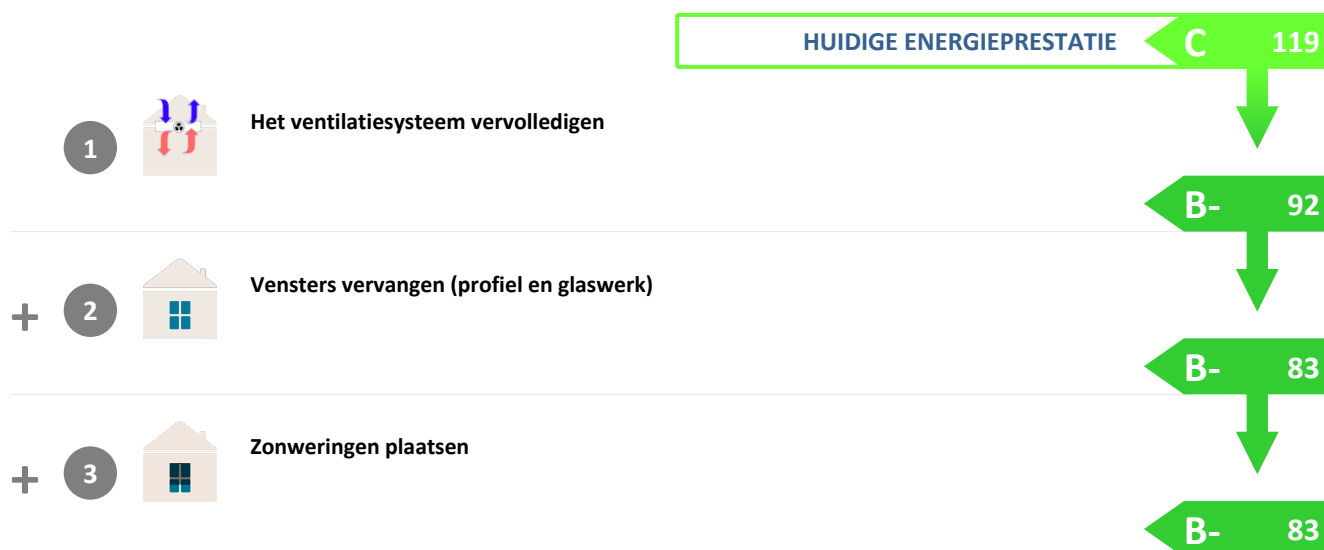 HUIDIGE ENERGIEPRESTATIE C 119
1 Het ventilatiesysteem vervolledigen
B- 92
+ 2 Vensters vervangen (profiel en glaswerk)
B- 83
+ 3 Zonweringen plaatsen
B- 83